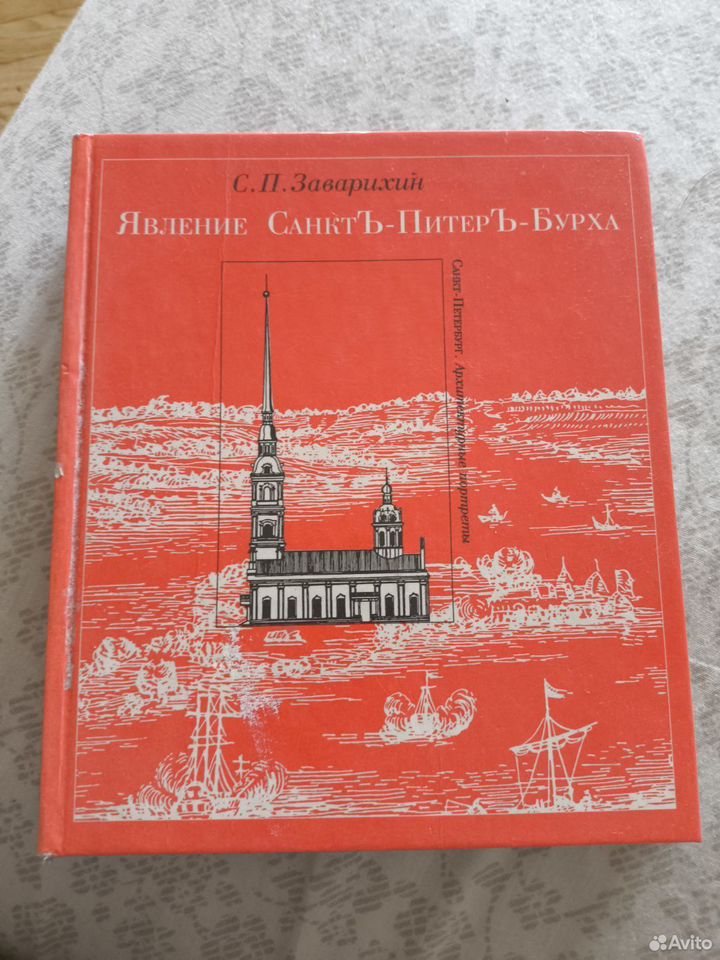 С.П.Заварихин
Явление СанктЪ-ПитерЪ-Бурха
Санкт-Петербург. Архитектурные портреты
Avito